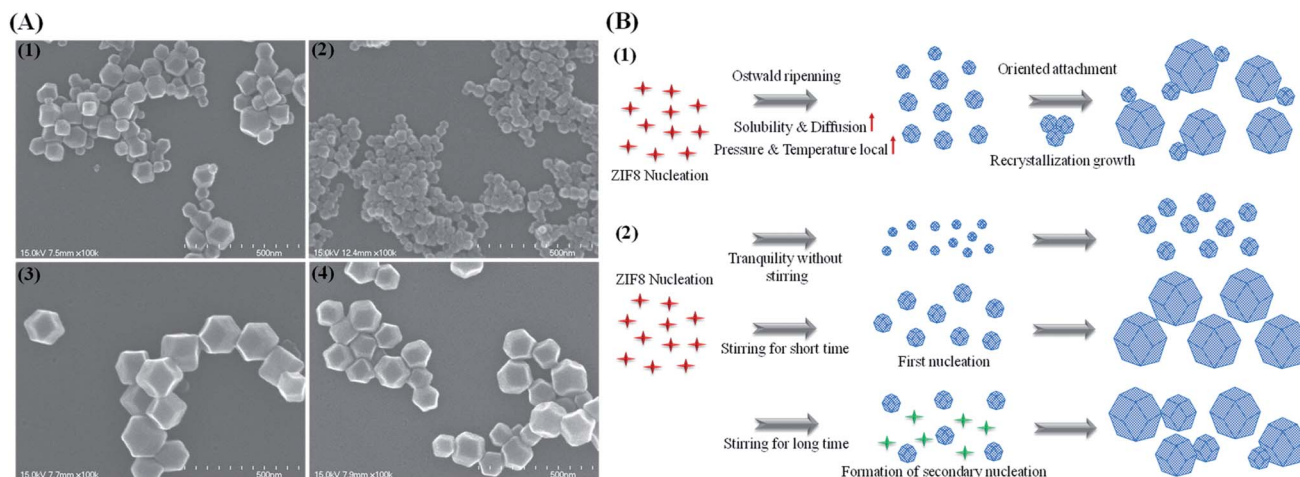 (A)
(1)
15.0kV 7.5mm x100k
500nm
(2)
15.0kV 12.4mm x100k
500nm
(3)
15.0kV 7.7mm x100k
500nm
(4)
15.0kV 7.9mm x100k
500nm
(B)
(1)
ZIF8 Nucleation
Ostwald ripenning
Solubility & Diffusion
Pressure & Temperature local
Oriented attachment
Recrystallization growth
(2)
ZIF8 Nucleation
Tranquility without
stirring
Stirring for short time
First nucleation
Stirring for long time
Formation of secondary nucleation